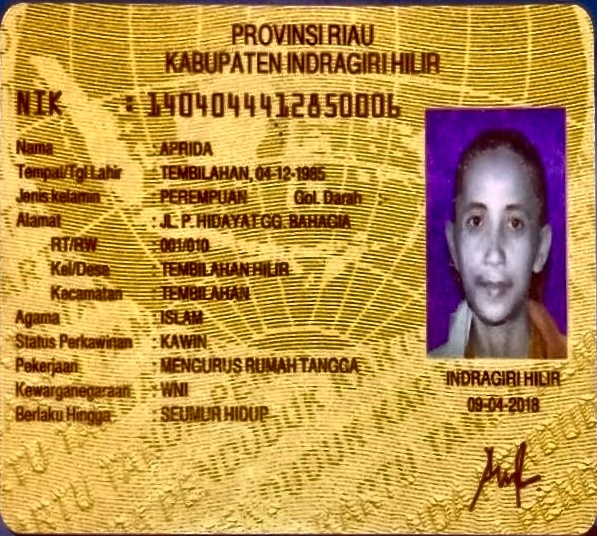 PROVINSI RIAU
KABUPATEN INDRAGIRI HILIR
NIK : 1404044412850006
Nama : APRIDA
Tempat/Tgl Lahir : TEMBILAHAN, 04-12-1985
Jenis kelamin : PEREMPUAN Gol. Darah
Alamat : JL. P. HIDAYAT GG. BAHAGIA
RT/RW : 001/010
Kel/Desa : TEMBILAHAN HILIR
Kecamatan : TEMBILAHAN
Agama : ISLAM
Status Perkawinan : KAWIN
Pekerjaan : MENGURUS RUMAH TANGGA
Kewarganegaraan : WNI
Berlaku Hingga : SEUMUR HIDUP
INDRAGIRI HILIR
09-04-2018